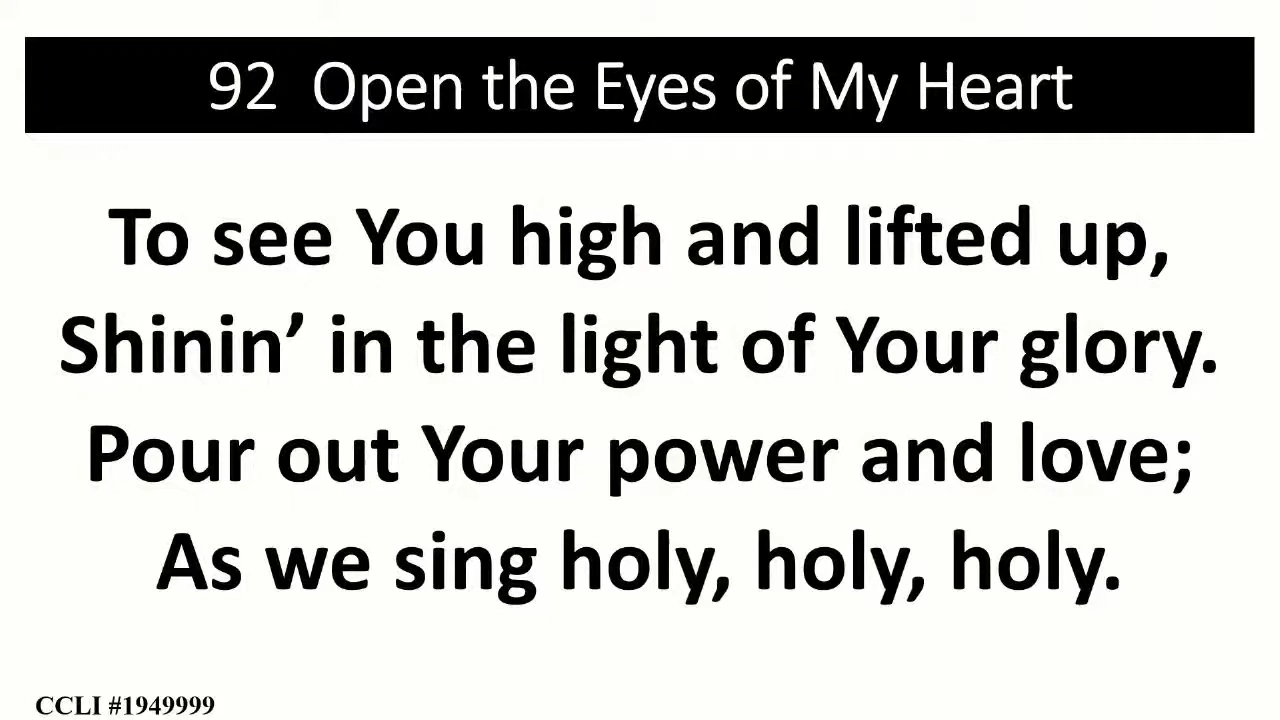 92 Open the Eyes of My Heart
To see You high and lifted up,
Shinin’ in the light of Your glory.
Pour out Your power and love;
As we sing holy, holy, holy.
CCLI #1949999